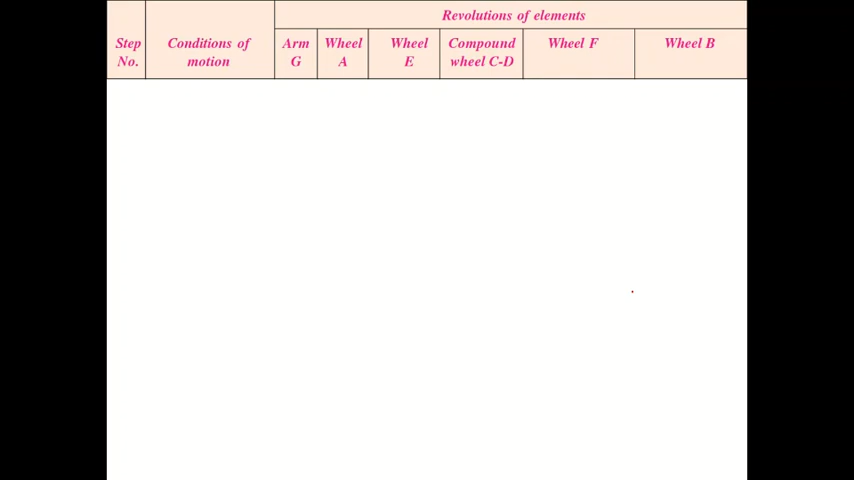 Revolutions of elements
Step No.
Conditions of motion
Arm G
Wheel A
Wheel E
Compound wheel C-D
Wheel F
Wheel B